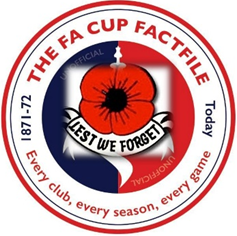 THE FA CUP FACTFILE
UNOFFICIAL
1871-72
Today
LEST WE FORGET
UNOFFICIAL
Every club, every season, every game